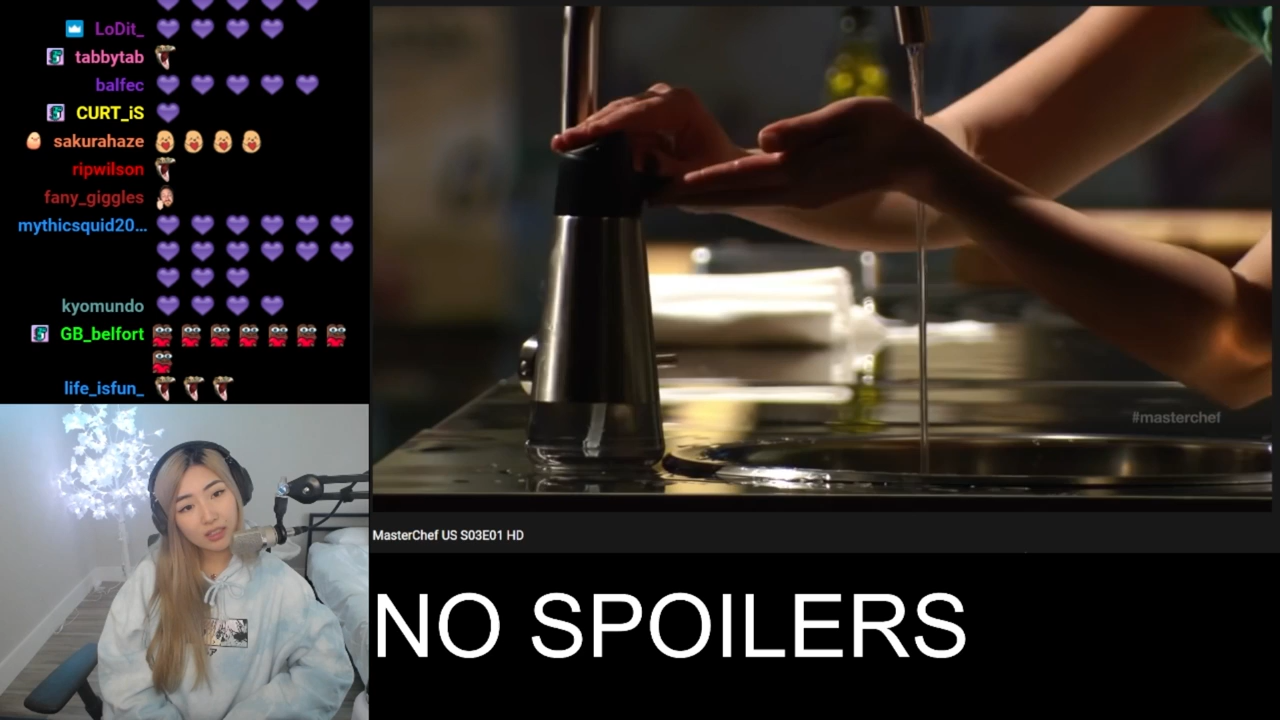 LoDit_
tabbytab
balfec
CURT_iS
sakurahaze
ripwilson
fany_giggles
mythicsquid20…
kyomundo
GB_belfort
life_isfun_
#masterchef
MasterChef US S03E01 HD
NO SPOILERS